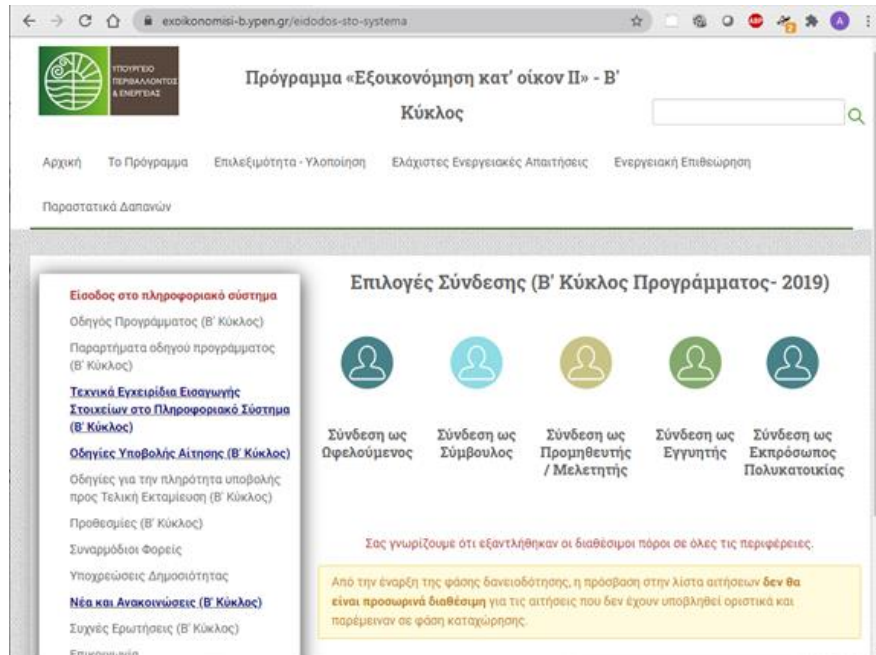 exoikonomisi-b.ypen.gr/eidodos-sto-systema
ΥΠΟΥΡΓΕΙΟ
ΠΕΡΙΒΑΛΛΟΝΤΟΣ
& ΕΝΕΡΓΕΙΑΣ
Πρόγραμμα «Εξοικονόμηση κατ' οίκον ΙΙ» - Β'
Κύκλος
Αρχική Το Πρόγραμμα Επιλεξιμότητα - Υλοποίηση Ελάχιστες Ενεργειακές Απαιτήσεις Ενεργειακή Επιθεώρηση
Παραστατικά Δαπανών
Είσοδος στο πληροφοριακό σύστημα
Οδηγός Προγράμματος (Β' Κύκλος)
Παραρτήματα οδηγού προγράμματος
(Β' Κύκλος)
Τεχνικά Εγχειρίδια Εισαγωγής
Στοιχείων στο Πληροφοριακό Σύστημα
(Β' Κύκλος)
Οδηγίες Υποβολής Αίτησης (Β' Κύκλος)
Οδηγίες για την πληρότητα υποβολής
προς Τελική Εκταμίευση (Β' Κύκλος)
Προθεσμίες (Β' Κύκλος)
Συναρμόδιοι Φορείς
Υποχρεώσεις Δημοσιότητας
Νέα και Ανακοινώσεις (Β' Κύκλος)
Συχνές Ερωτήσεις (Β' Κύκλος)
Επικοινωνία
Επιλογές Σύνδεσης (Β' Κύκλος Προγράμματος- 2019)
Σύνδεση ως
Ωφελούμενος
Σύνδεση ως
Σύμβουλος
Σύνδεση ως
Προμηθευτής
/ Μελετητής
Σύνδεση ως
Εγγυητής
Σύνδεση ως
Εκπρόσωπος
Πολυκατοικίας
Σας γνωρίζουμε ότι εξαντλήθηκαν οι διαθέσιμοι πόροι σε όλες τις περιφέρειες.
Από την έναρξη της φάσης δανειοδότησης, η πρόσβαση στην λίστα αιτήσεων δεν θα
είναι προσωρινά διαθέσιμη για τις αιτήσεις που δεν έχουν υποβληθεί οριστικά και
παρέμειναν σε φάση καταχώρησης.